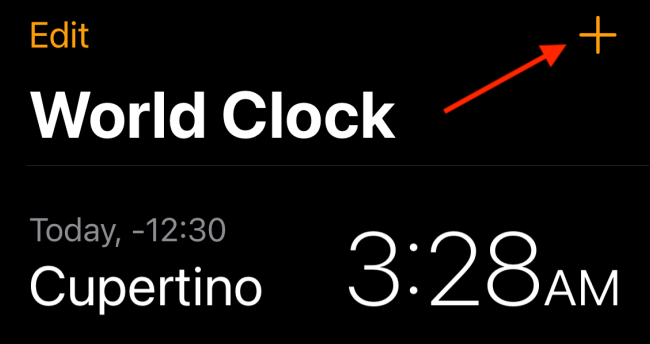 Edit
World Clock
Today, -12:30
Cupertino 3:28AM